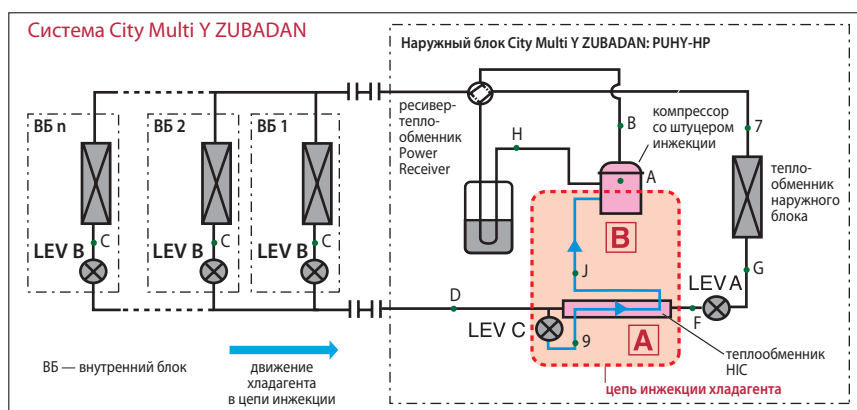 Система City Multi Y ZUBADAN
Наружный блок City Multi Y ZUBADAN: PUHY-HP
ресивер-
тепло-
обменник
Power
Receiver
компрессор
со штуцером
инжекции
B
7
H
A
ВБ n
ВБ 2
ВБ 1
тепло-
обменник
наружного
блока
B
C
C
C
LEV B
LEV B
LEV B
J
G
LEV A
D
F
LEV C
9
A
теплообменник
HIC
ВБ — внутренний блок
движение
хладагента
в цепи инжекции
цепь инжекции хладагента